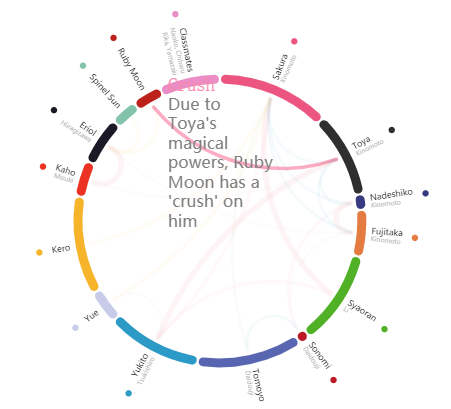 Classmates
Naoko, Chiharu
Rika, Yamazaki
Ruby Moon
Spinel Sun
Eriol
Hiiragizawa
Kaho
Mizuki
Kero
Yue
Yukito
Tsukishiro
Tomoyo
Daidouji
Sonomi
Daidouji
Syaoran
Li
Fujitaka
Kinomoto
Nadeshiko
Kinomoto
Toya
Kinomoto
Sakura
Kinomoto
Crush
Due to
Toya's
magical
powers, Ruby
Moon has a
'crush' on
him